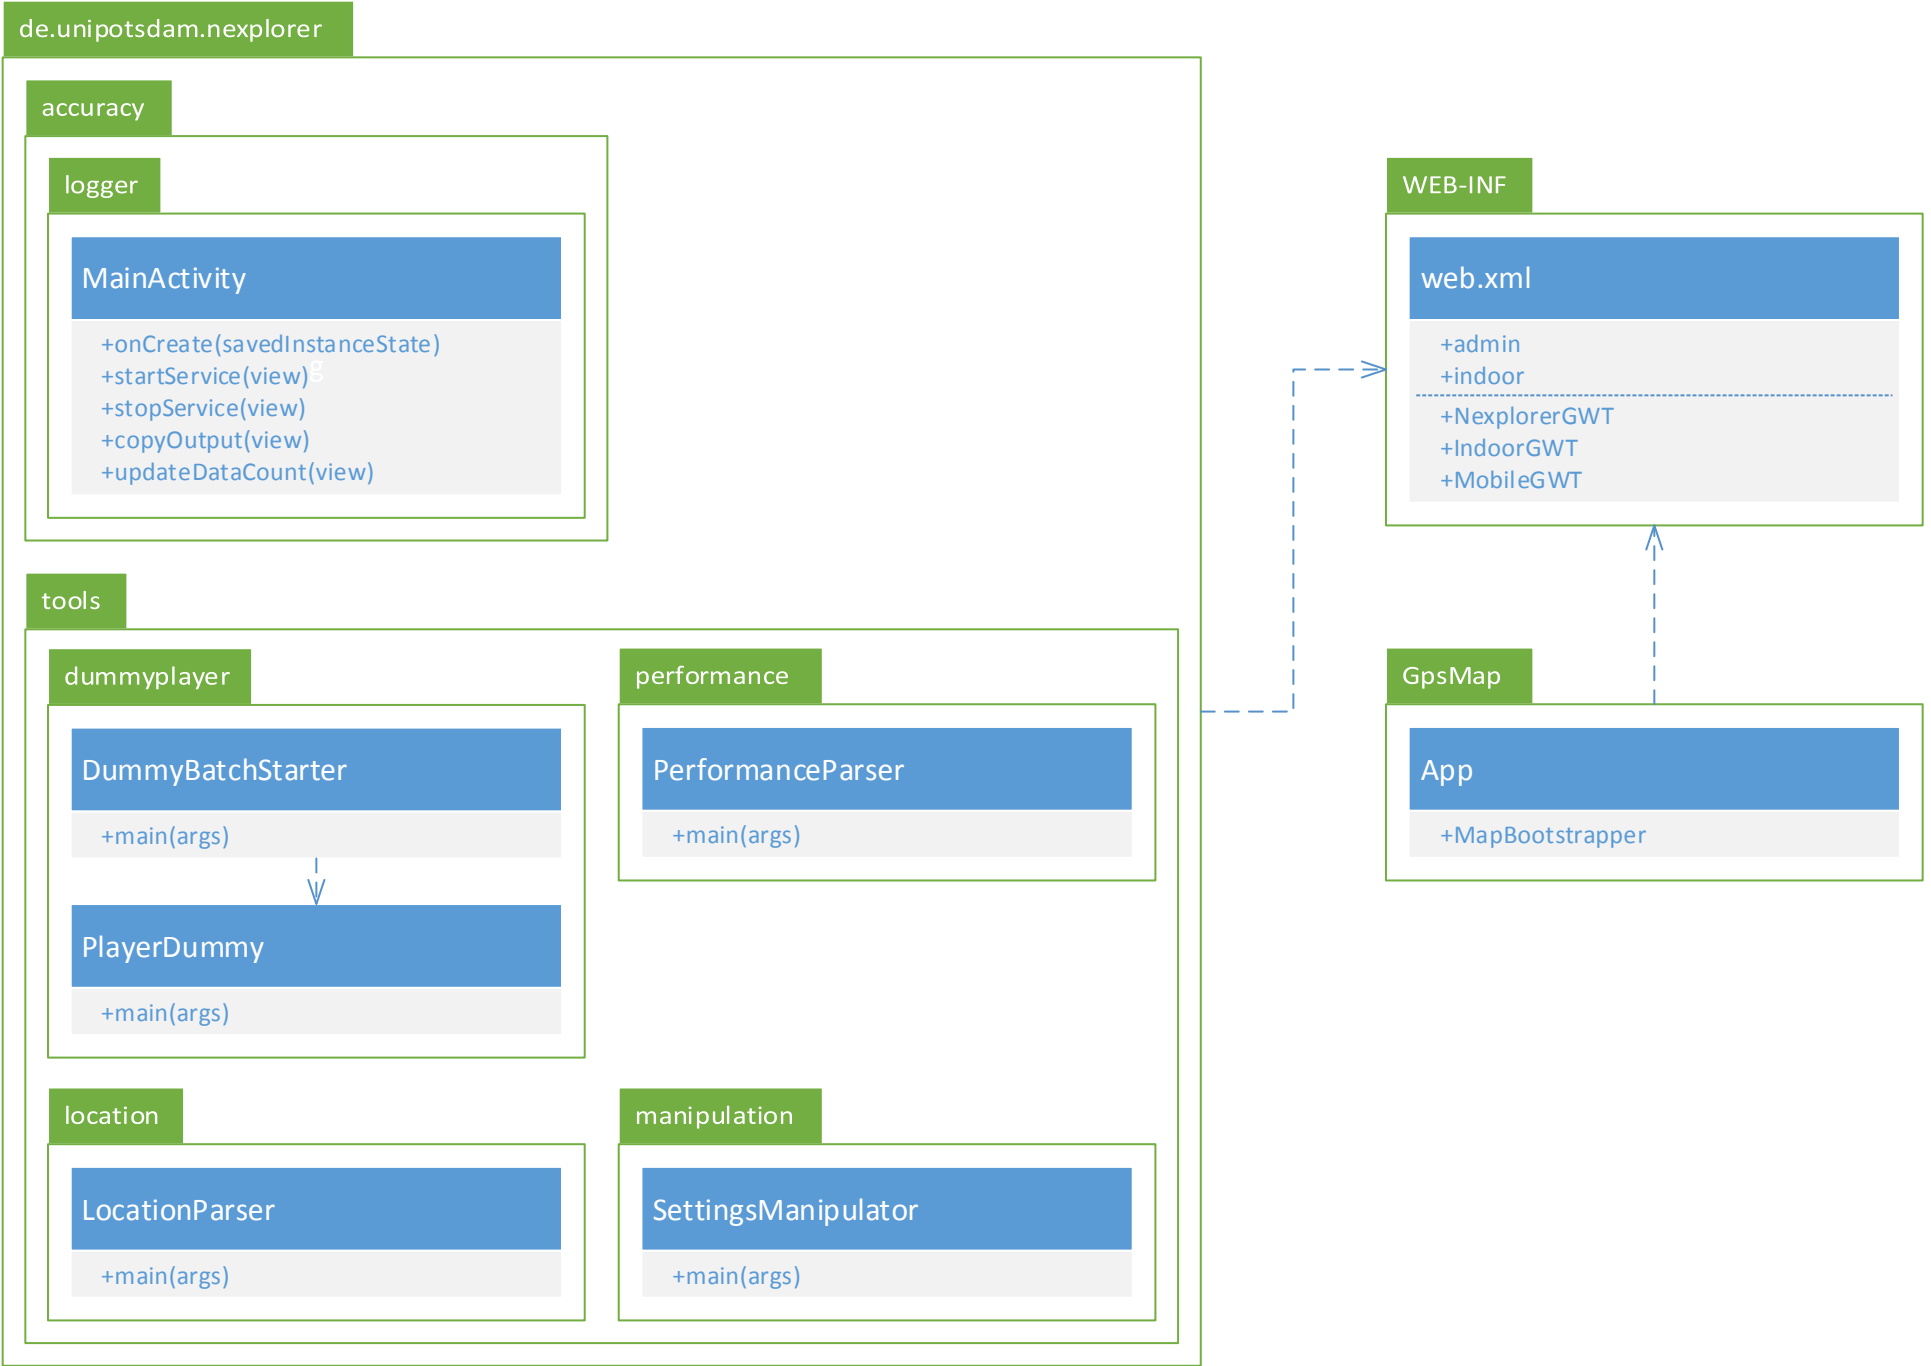 de.unipotsdam.nexplorer
accuracy
logger
MainActivity
+onCreate(savedInstanceState)
+startService(view)
g
+stopService(view)
+copyOutput(view)
+updateDataCount(view)
tools
dummyplayer
DummyBatchStarter
+main(args)
PlayerDummy
+main(args)
performance
PerformanceParser
+main(args)
location
LocationParser
+main(args)
manipulation
SettingsManipulator
+main(args)
WEB-INF
web.xml
+admin
+indoor
+NexplorerGWT
+IndoorGWT
+MobileGWT
GpsMap
App
+MapBootstrapper